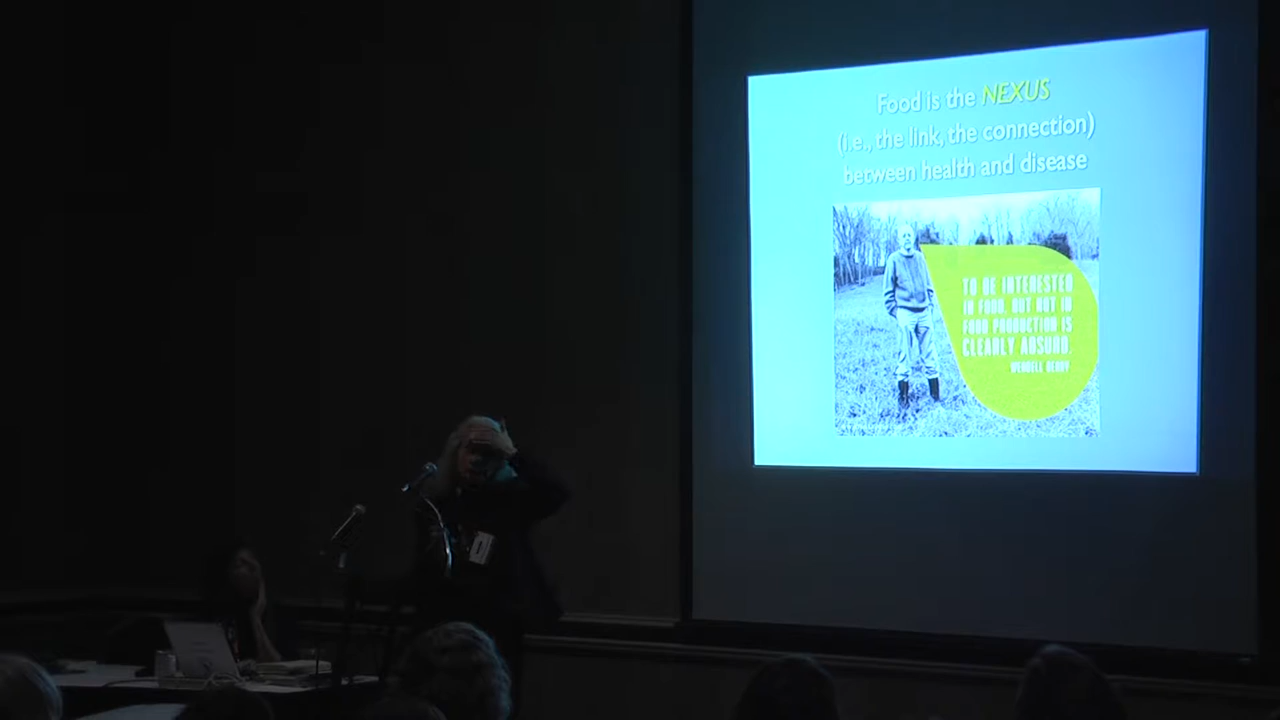 Food is the NEXUS
(i.e., the link, the connection)
between health and disease
TO BE INTERESTED
IN FOOD, BUT NOT IN
FOOD PRODUCTION IS
CLEARLY ABSURD.
WENDELL BERRY